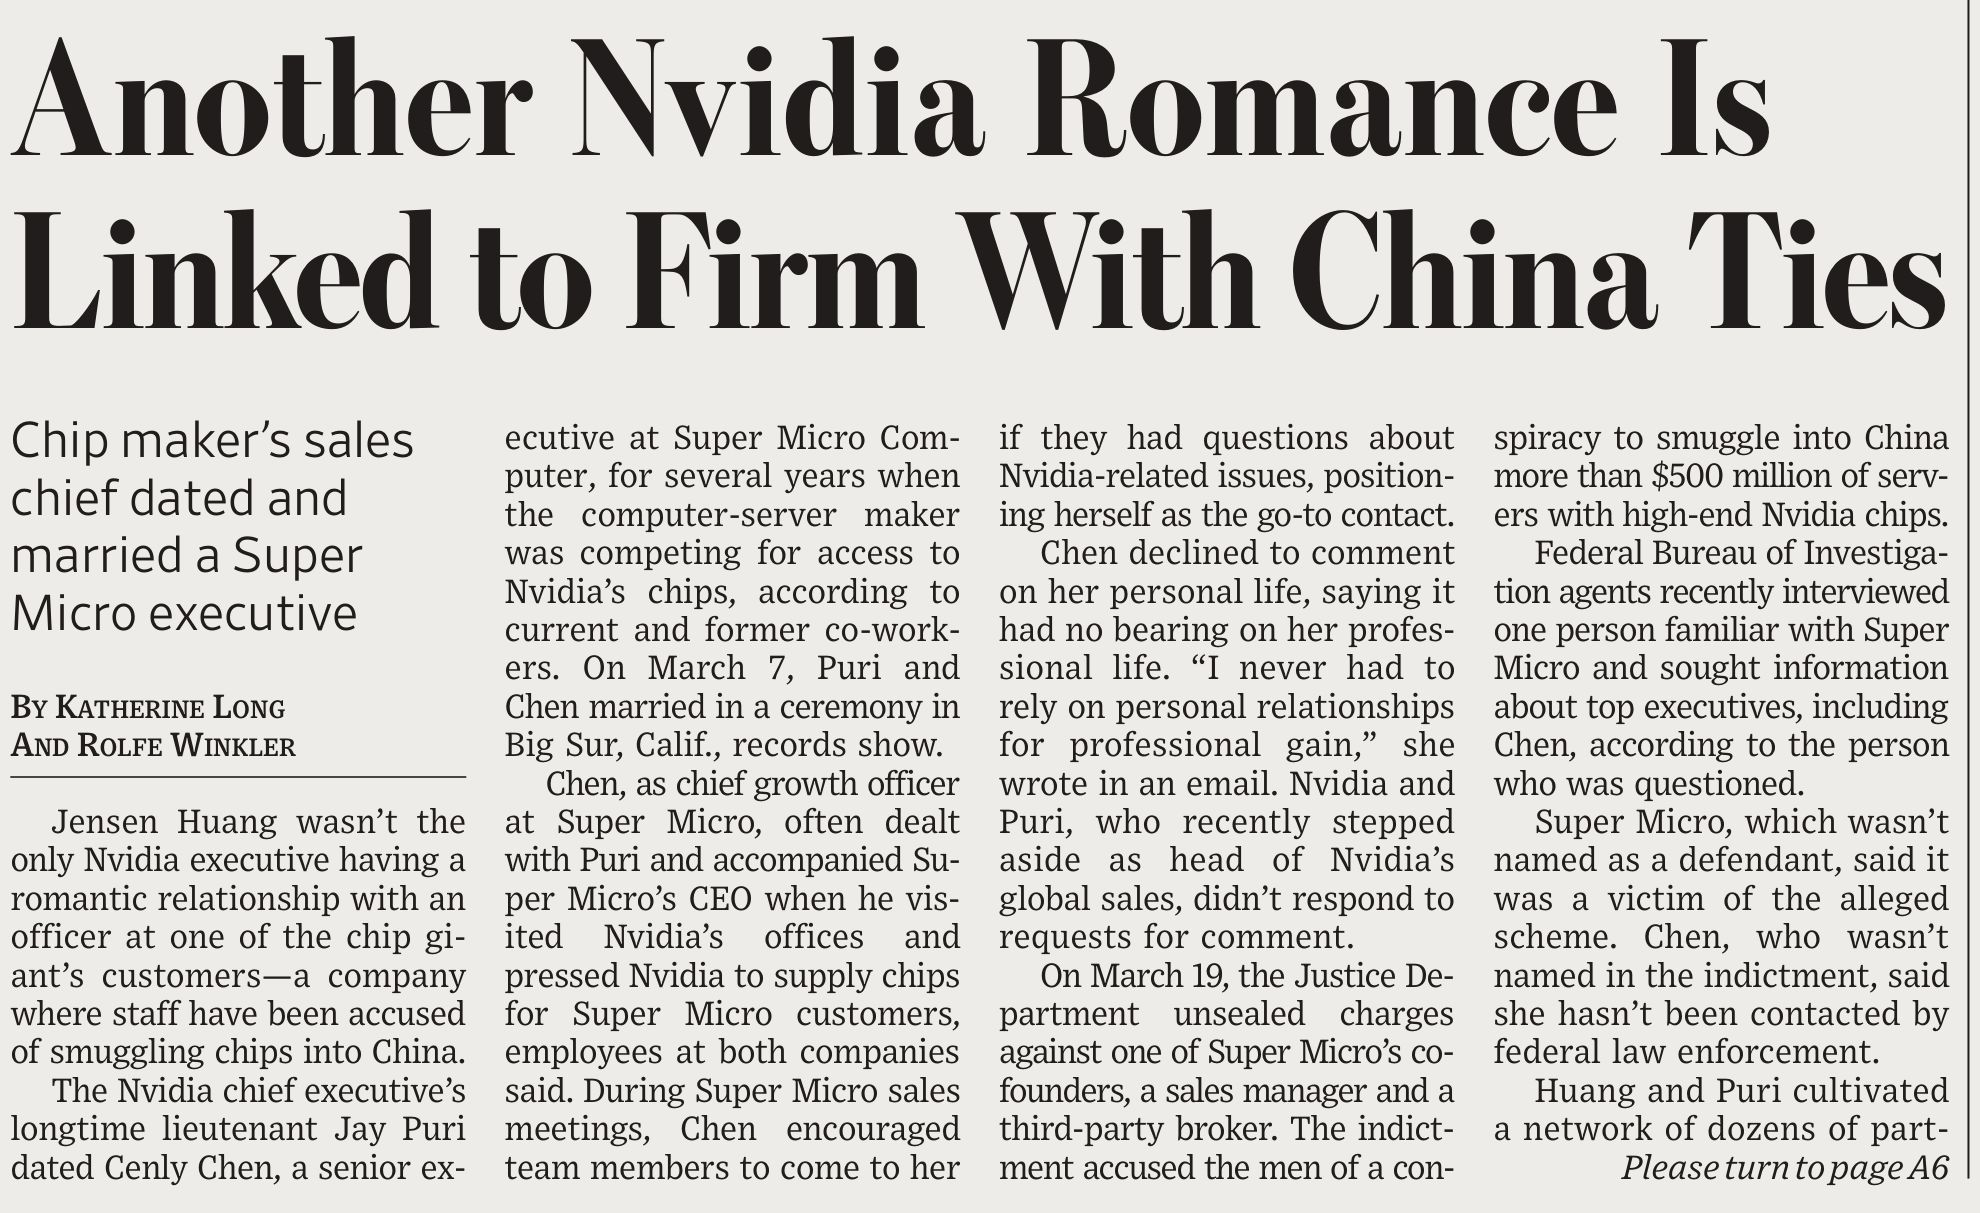 Another Nvidia Romance Is
Linked to Firm With China Ties
Chip maker’s sales
chief dated and
married a Super
Micro executive
By Katherine Long
And Rolfe Winkler
Jensen Huang wasn’t the
only Nvidia executive having a
romantic relationship with an
officer at one of the chip gi-
ant’s customers—a company
where staff have been accused
of smuggling chips into China.
The Nvidia chief executive’s
longtime lieutenant Jay Puri
dated Cenly Chen, a senior ex-
ecutive at Super Micro Com-
puter, for several years when
the computer-server maker
was competing for access to
Nvidia’s chips, according to
current and former co-work-
ers. On March 7, Puri and
Chen married in a ceremony in
Big Sur, Calif., records show.
Chen, as chief growth officer
at Super Micro, often dealt
with Puri and accompanied Su-
per Micro’s CEO when he vis-
ited Nvidia’s offices and
pressed Nvidia to supply chips
for Super Micro customers,
employees at both companies
said. During Super Micro sales
meetings, Chen encouraged
team members to come to her
if they had questions about
Nvidia-related issues, position-
ing herself as the go-to contact.
Chen declined to comment
on her personal life, saying it
had no bearing on her profes-
sional life. “I never had to
rely on personal relationships
for professional gain,” she
wrote in an email. Nvidia and
Puri, who recently stepped
aside as head of Nvidia’s
global sales, didn’t respond to
requests for comment.
On March 19, the Justice De-
partment unsealed charges
against one of Super Micro’s co-
founders, a sales manager and a
third-party broker. The indict-
ment accused the men of a con-
spiracy to smuggle into China
more than $500 million of serv-
ers with high-end Nvidia chips.
Federal Bureau of Investiga-
tion agents recently interviewed
one person familiar with Super
Micro and sought information
about top executives, including
Chen, according to the person
who was questioned.
Super Micro, which wasn’t
named as a defendant, said it
was a victim of the alleged
scheme. Chen, who wasn’t
named in the indictment, said
she hasn’t been contacted by
federal law enforcement.
Huang and Puri cultivated
a network of dozens of part-
Please turn to page A6